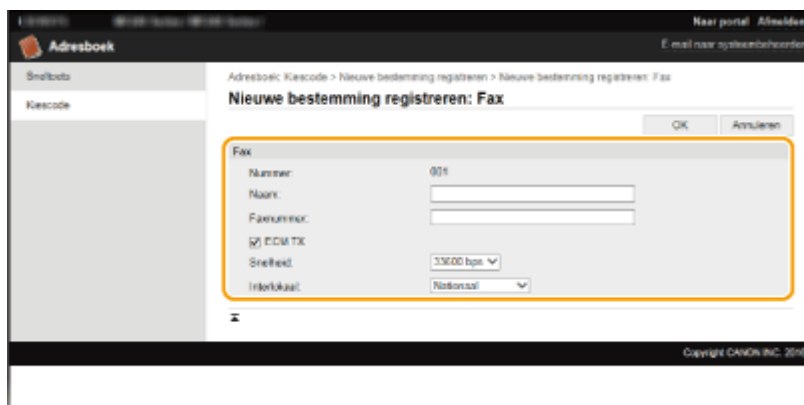 Naar portal Afmelden
Adresboek
E-mail naar systeembeheerder
Sneltoets
Kiescode
Adresboek: Kiescode > Nieuwe bestemming registreren > Nieuwe bestemming registreren: Fax
Nieuwe bestemming registreren: Fax
OK Annuleren
Fax
Nummer: 001
Naam:
Faxnummer:
ECM TX
Snelheid: 33600 bps
Interlokaal: Nationaal
Copyright CANON INC.